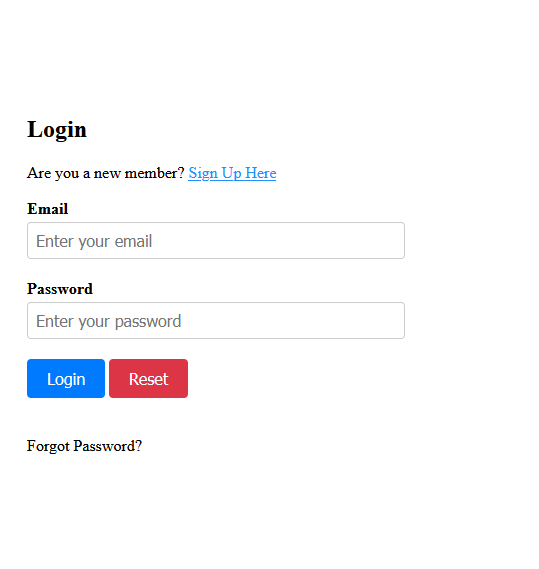 Login
Are you a new member? Sign Up Here
Email
Enter your email
Password
Enter your password
Login Reset
Forgot Password?